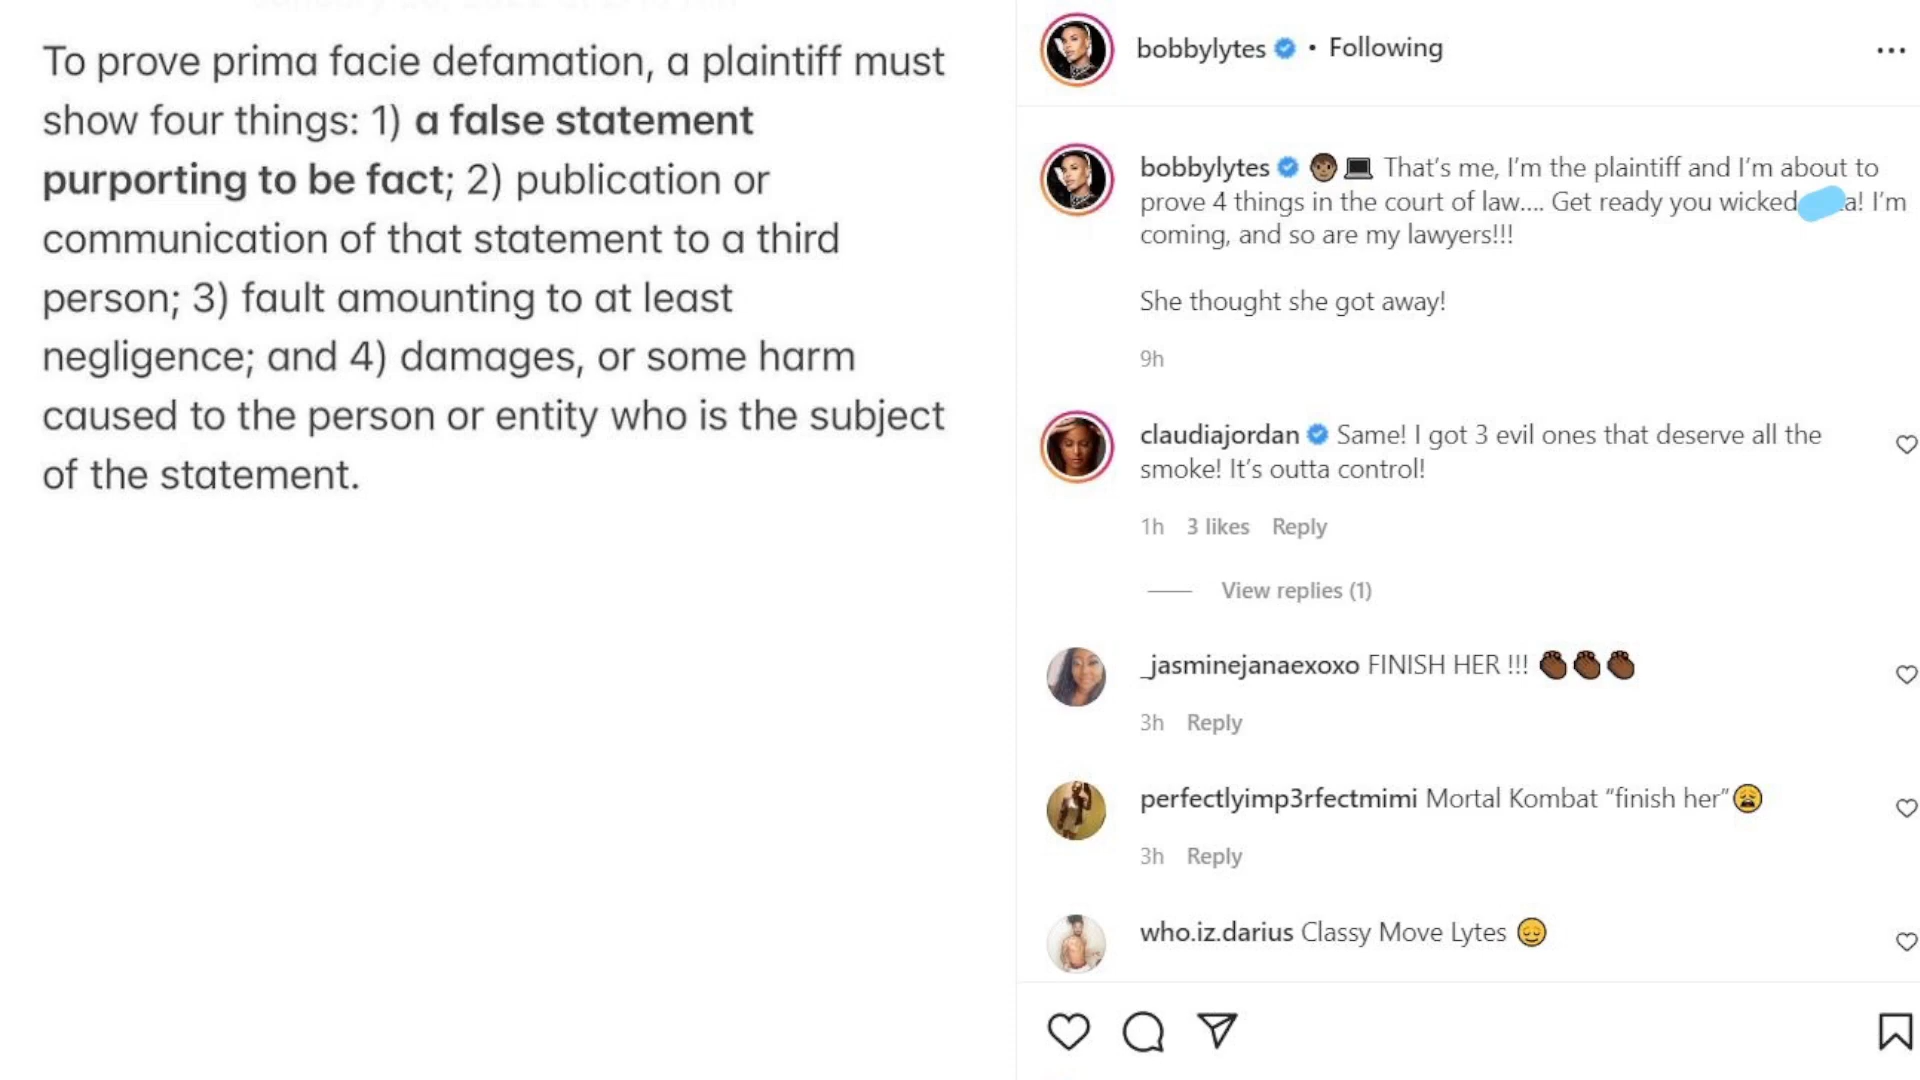 To prove prima facie defamation, a plaintiff must
show four things: 1) a false statement
purporting to be fact; 2) publication or
communication of that statement to a third
person; 3) fault amounting to at least
negligence; and 4) damages, or some harm
caused to the person or entity who is the subject
of the statement.
bobbylytes • Following
bobbylytes 🧑🏽💻 That’s me, I’m the plaintiff and I’m about to
prove 4 things in the court of law.... Get ready you wicked a! I’m
coming, and so are my lawyers!!!
She thought she got away!
9h
claudiajordan Same! I got 3 evil ones that deserve all the
smoke! It’s outta control!
1h 3 likes Reply
View replies (1)
_jasminejanaexoxo FINISH HER !!! 👏🏾👏🏾👏🏾
3h Reply
perfectlyimp3rfectmimi Mortal Kombat “finish her”😩
3h Reply
who.iz.darius Classy Move Lytes 😌